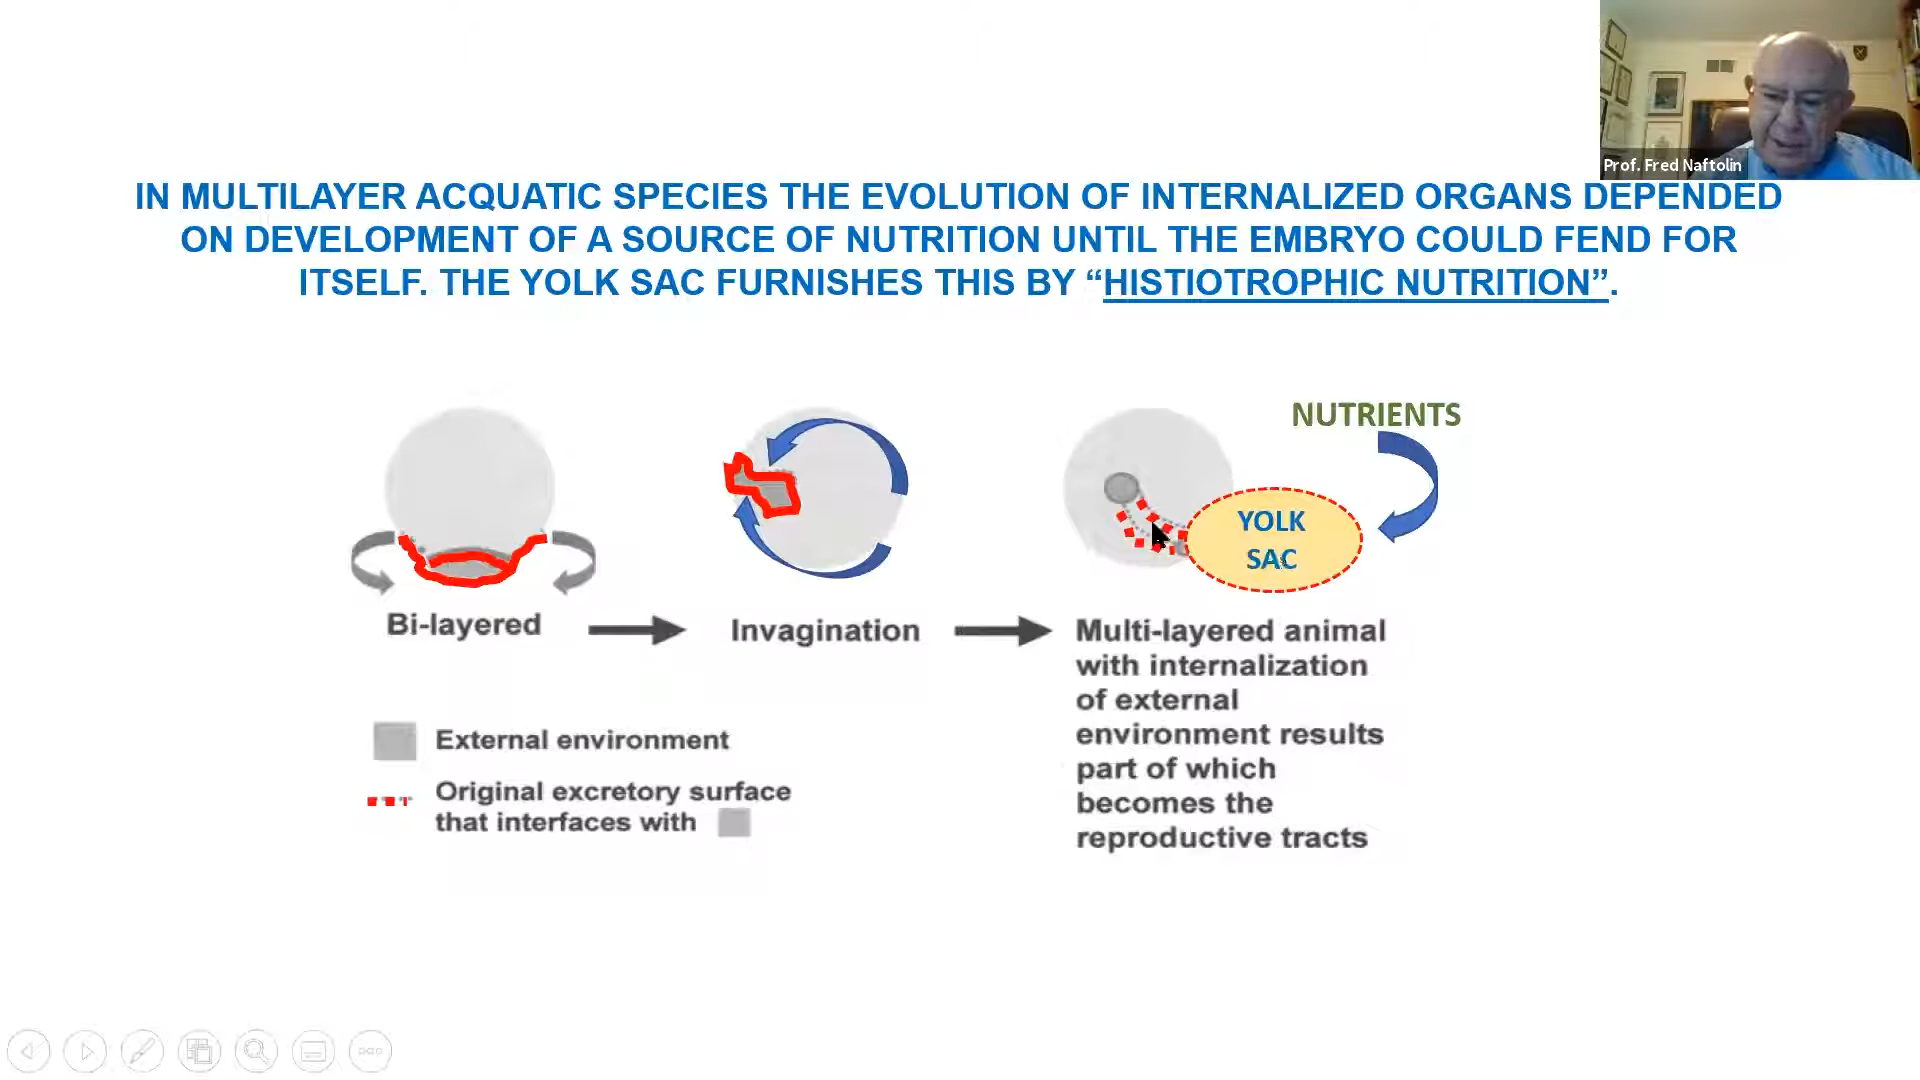 Prof. Fred Naftolin
IN MULTILAYER ACQUATIC SPECIES THE EVOLUTION OF INTERNALIZED ORGANS DEPENDED
ON DEVELOPMENT OF A SOURCE OF NUTRITION UNTIL THE EMBRYO COULD FEND FOR
ITSELF. THE YOLK SAC FURNISHES THIS BY “HISTIOTROPHIC NUTRITION”.
NUTRIENTS
YOLK
SAC
Bi-layered
Invagination
Multi-layered animal
with internalization
of external
environment results
part of which
becomes the
reproductive tracts
External environment
Original excretory surface
that interfaces with